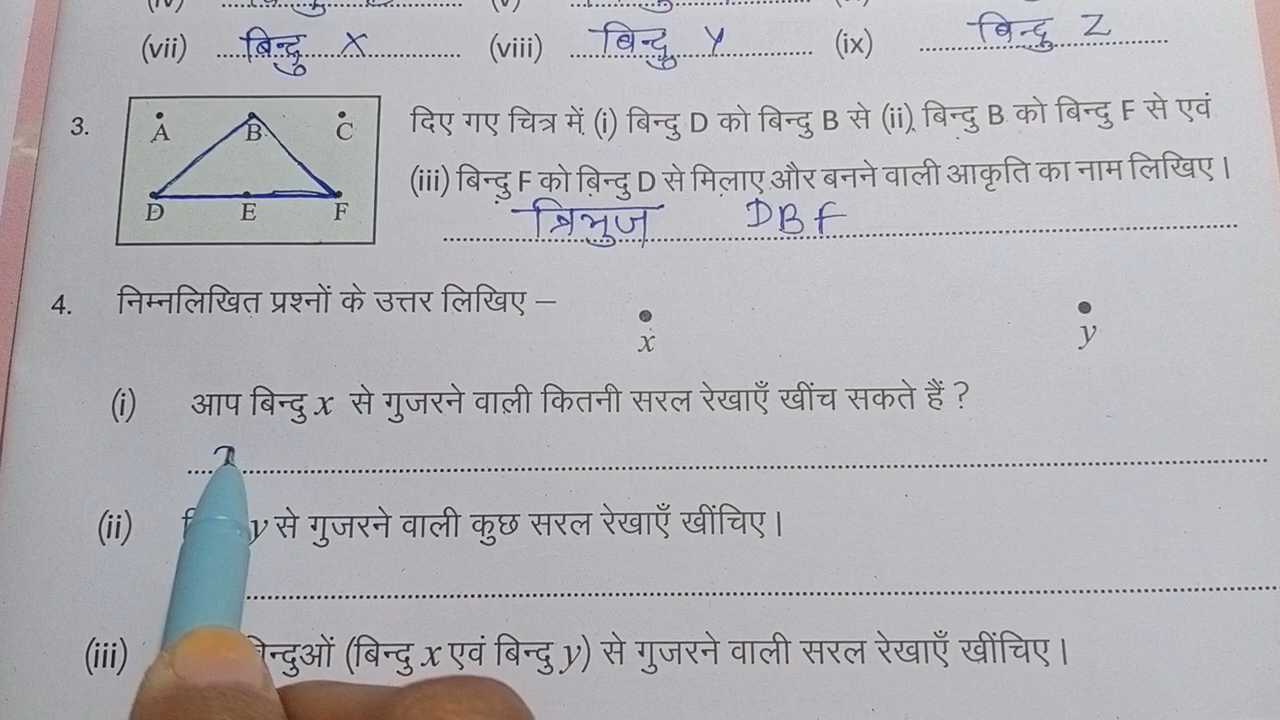 (vii) बिन्दु X (viii) बिन्दु Y (ix) बिन्दु Z
3. A B C D E F दिए गए चित्र में (i) बिन्दु D को बिन्दु B से (ii) बिन्दु B को बिन्दु F से एवं
(iii) बिन्दु F को बिन्दु D से मिलाए और बनने वाली आकृति का नाम लिखिए।
त्रिभुज DBF
4. निम्नलिखित प्रश्नों के उत्तर लिखिए –
x y
(i) आप बिन्दु x से गुजरने वाली कितनी सरल रेखाएँ खींच सकते हैं ?
(ii) y से गुजरने वाली कुछ सरल रेखाएँ खींचिए।
(iii) (बिन्दु x एवं बिन्दु y) से गुजरने वाली सरल रेखाएँ खींचिए।